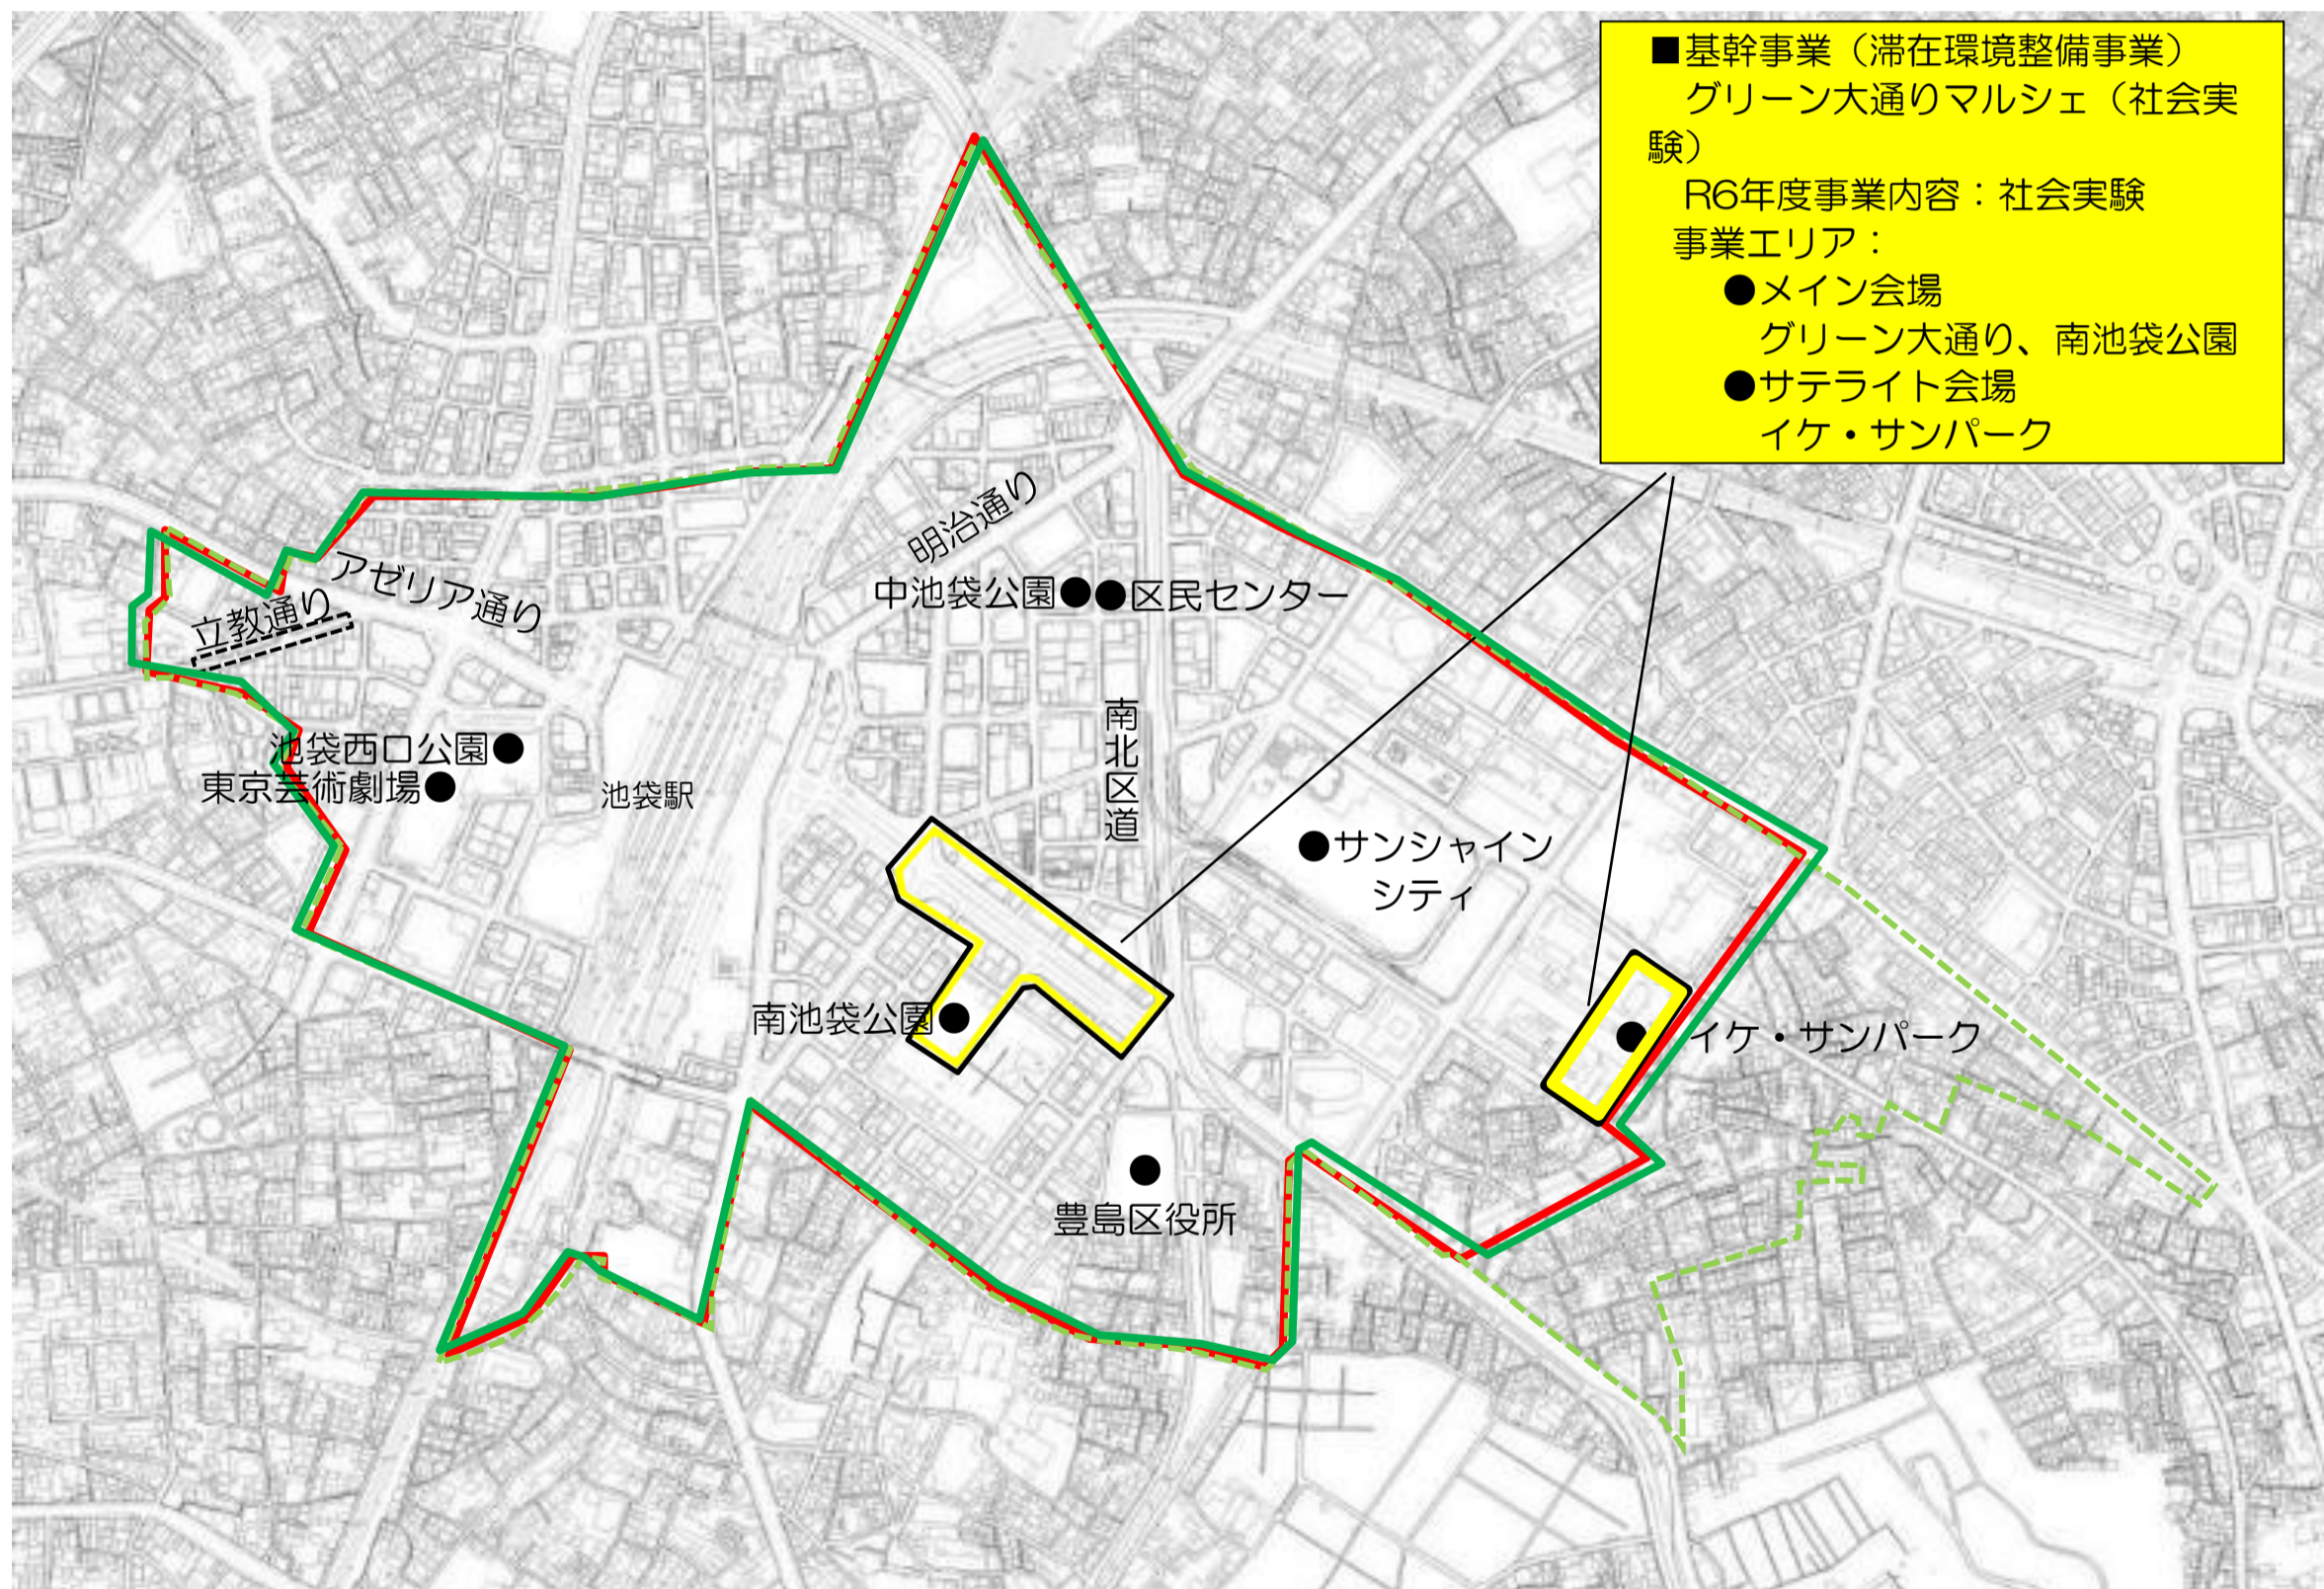 ■基幹事業（滞在環境整備事業）
グリーン大通りマルシェ（社会実
験）
R6年度事業内容：社会実験
事業エリア：
●メイン会場
グリーン大通り、南池袋公園
●サテライト会場
イケ・サンパーク
明治通り
アゼリア通り
立教通り
中池袋公園●
●区民センター
南北区道
池袋西口公園●
東京芸術劇場●
池袋駅
●サンシャイン
シティ
南池袋公園●
●イケ・サンパーク
●
豊島区役所